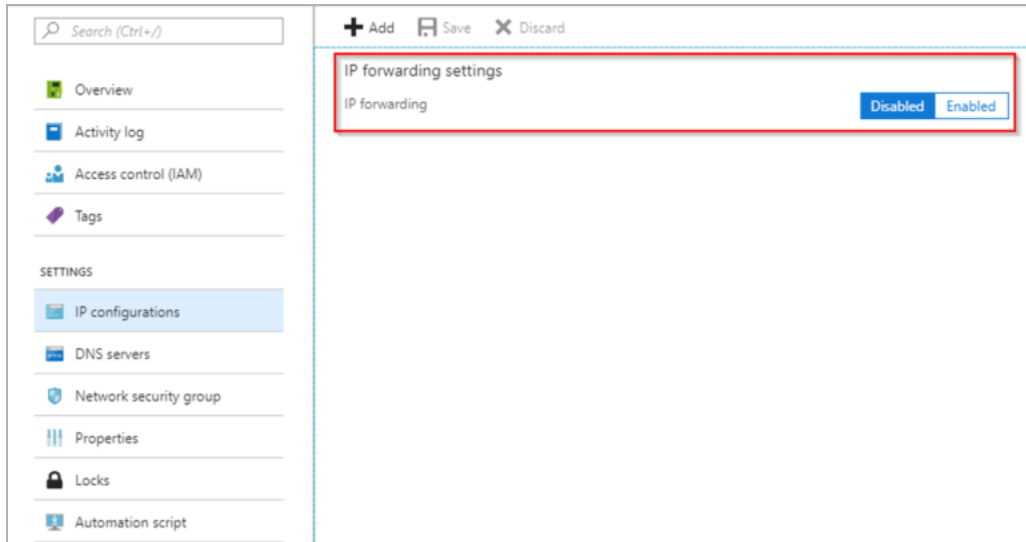 Search (Ctrl+/)
Overview
Activity log
Access control (IAM)
Tags
SETTINGS
IP configurations
DNS servers
Network security group
Properties
Locks
Automation script
Add Save Discard
IP forwarding settings
IP forwarding Disabled Enabled